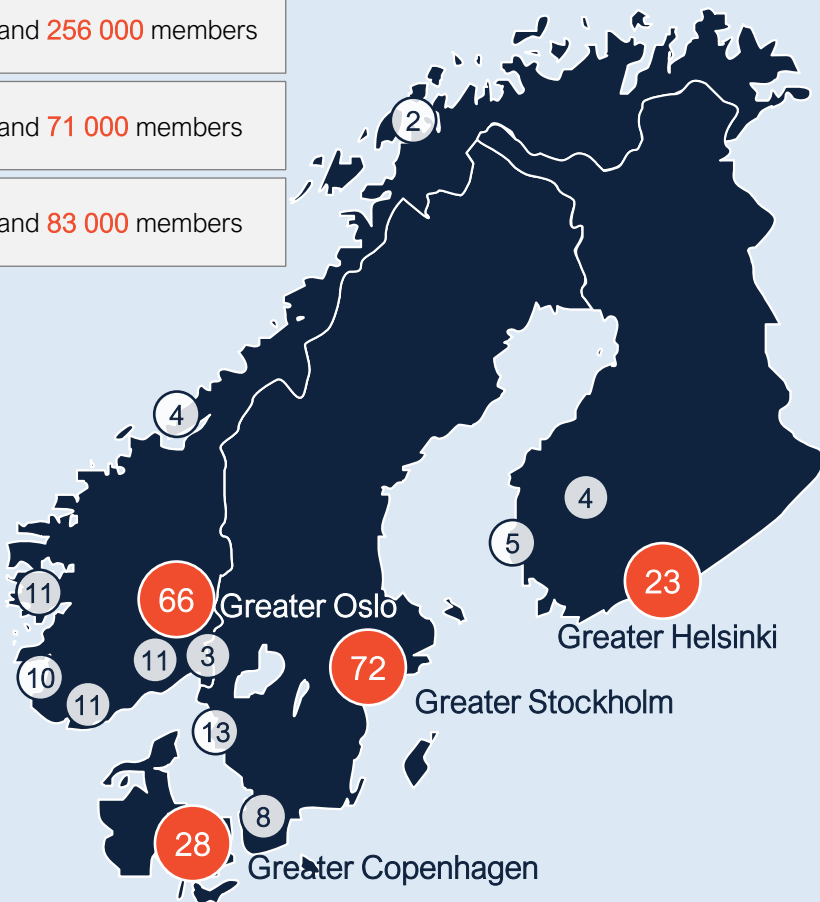 and 256 000 members
and 71 000 members
and 83 000 members
2
4
4
5
23
11
66
Greater Oslo
Greater Helsinki
11
3
72
10
11
Greater Stockholm
13
8
28
Greater Copenhagen